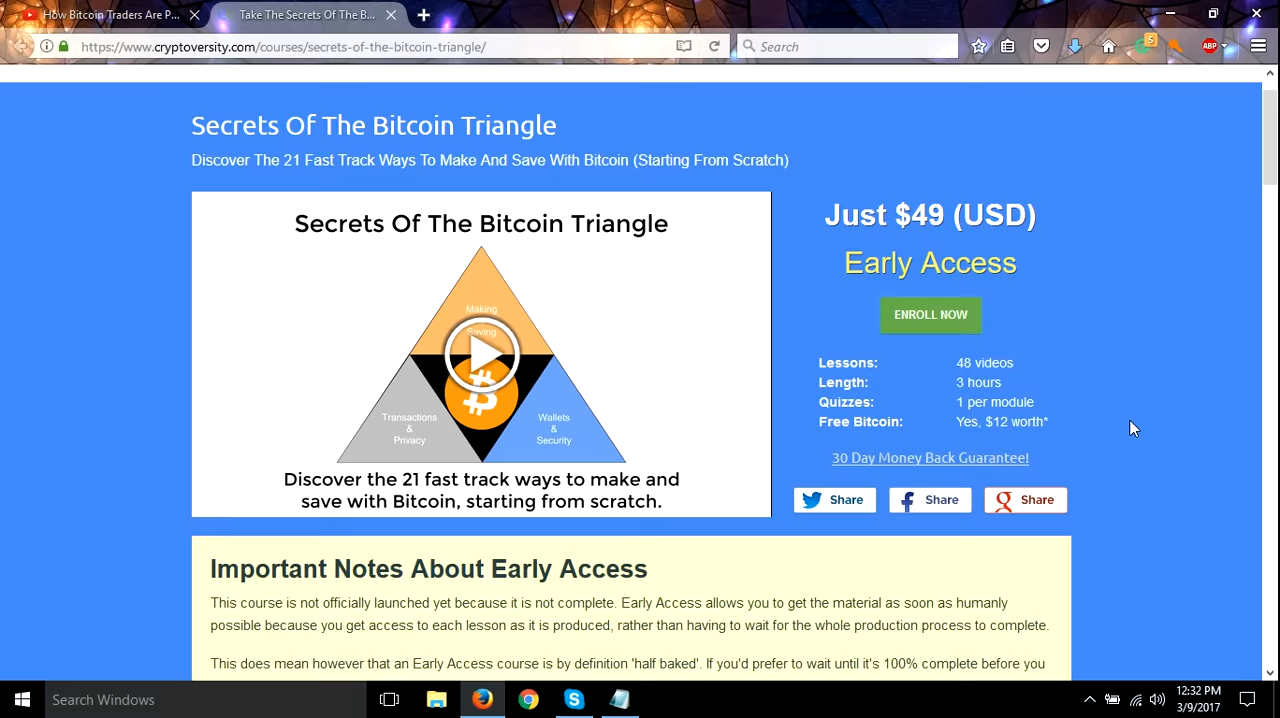 How Bitcoin Traders Are P...
Take The Secrets Of The B...
https://www.cryptoversity.com/courses/secrets-of-the-bitcoin-triangle/
Search
5
ABP
Secrets Of The Bitcoin Triangle
Discover The 21 Fast Track Ways To Make And Save With Bitcoin (Starting From Scratch)
Secrets Of The Bitcoin Triangle
Making
Saving
Transactions
&
Privacy
Wallets
&
Security
Discover the 21 fast track ways to make and
save with Bitcoin, starting from scratch.
Just $49 (USD)
Early Access
ENROLL NOW
Lessons: 48 videos
Length: 3 hours
Quizzes: 1 per module
Free Bitcoin: Yes, $12 worth*
30 Day Money Back Guarantee!
Share
Share
Share
Important Notes About Early Access
This course is not officially launched yet because it is not complete. Early Access allows you to get the material as soon as humanly
possible because you get access to each lesson as it is produced, rather than having to wait for the whole production process to complete.
This does mean however that an Early Access course is by definition 'half baked'. If you'd prefer to wait until it's 100% complete before you
Search Windows
12:32 PM
3/9/2017